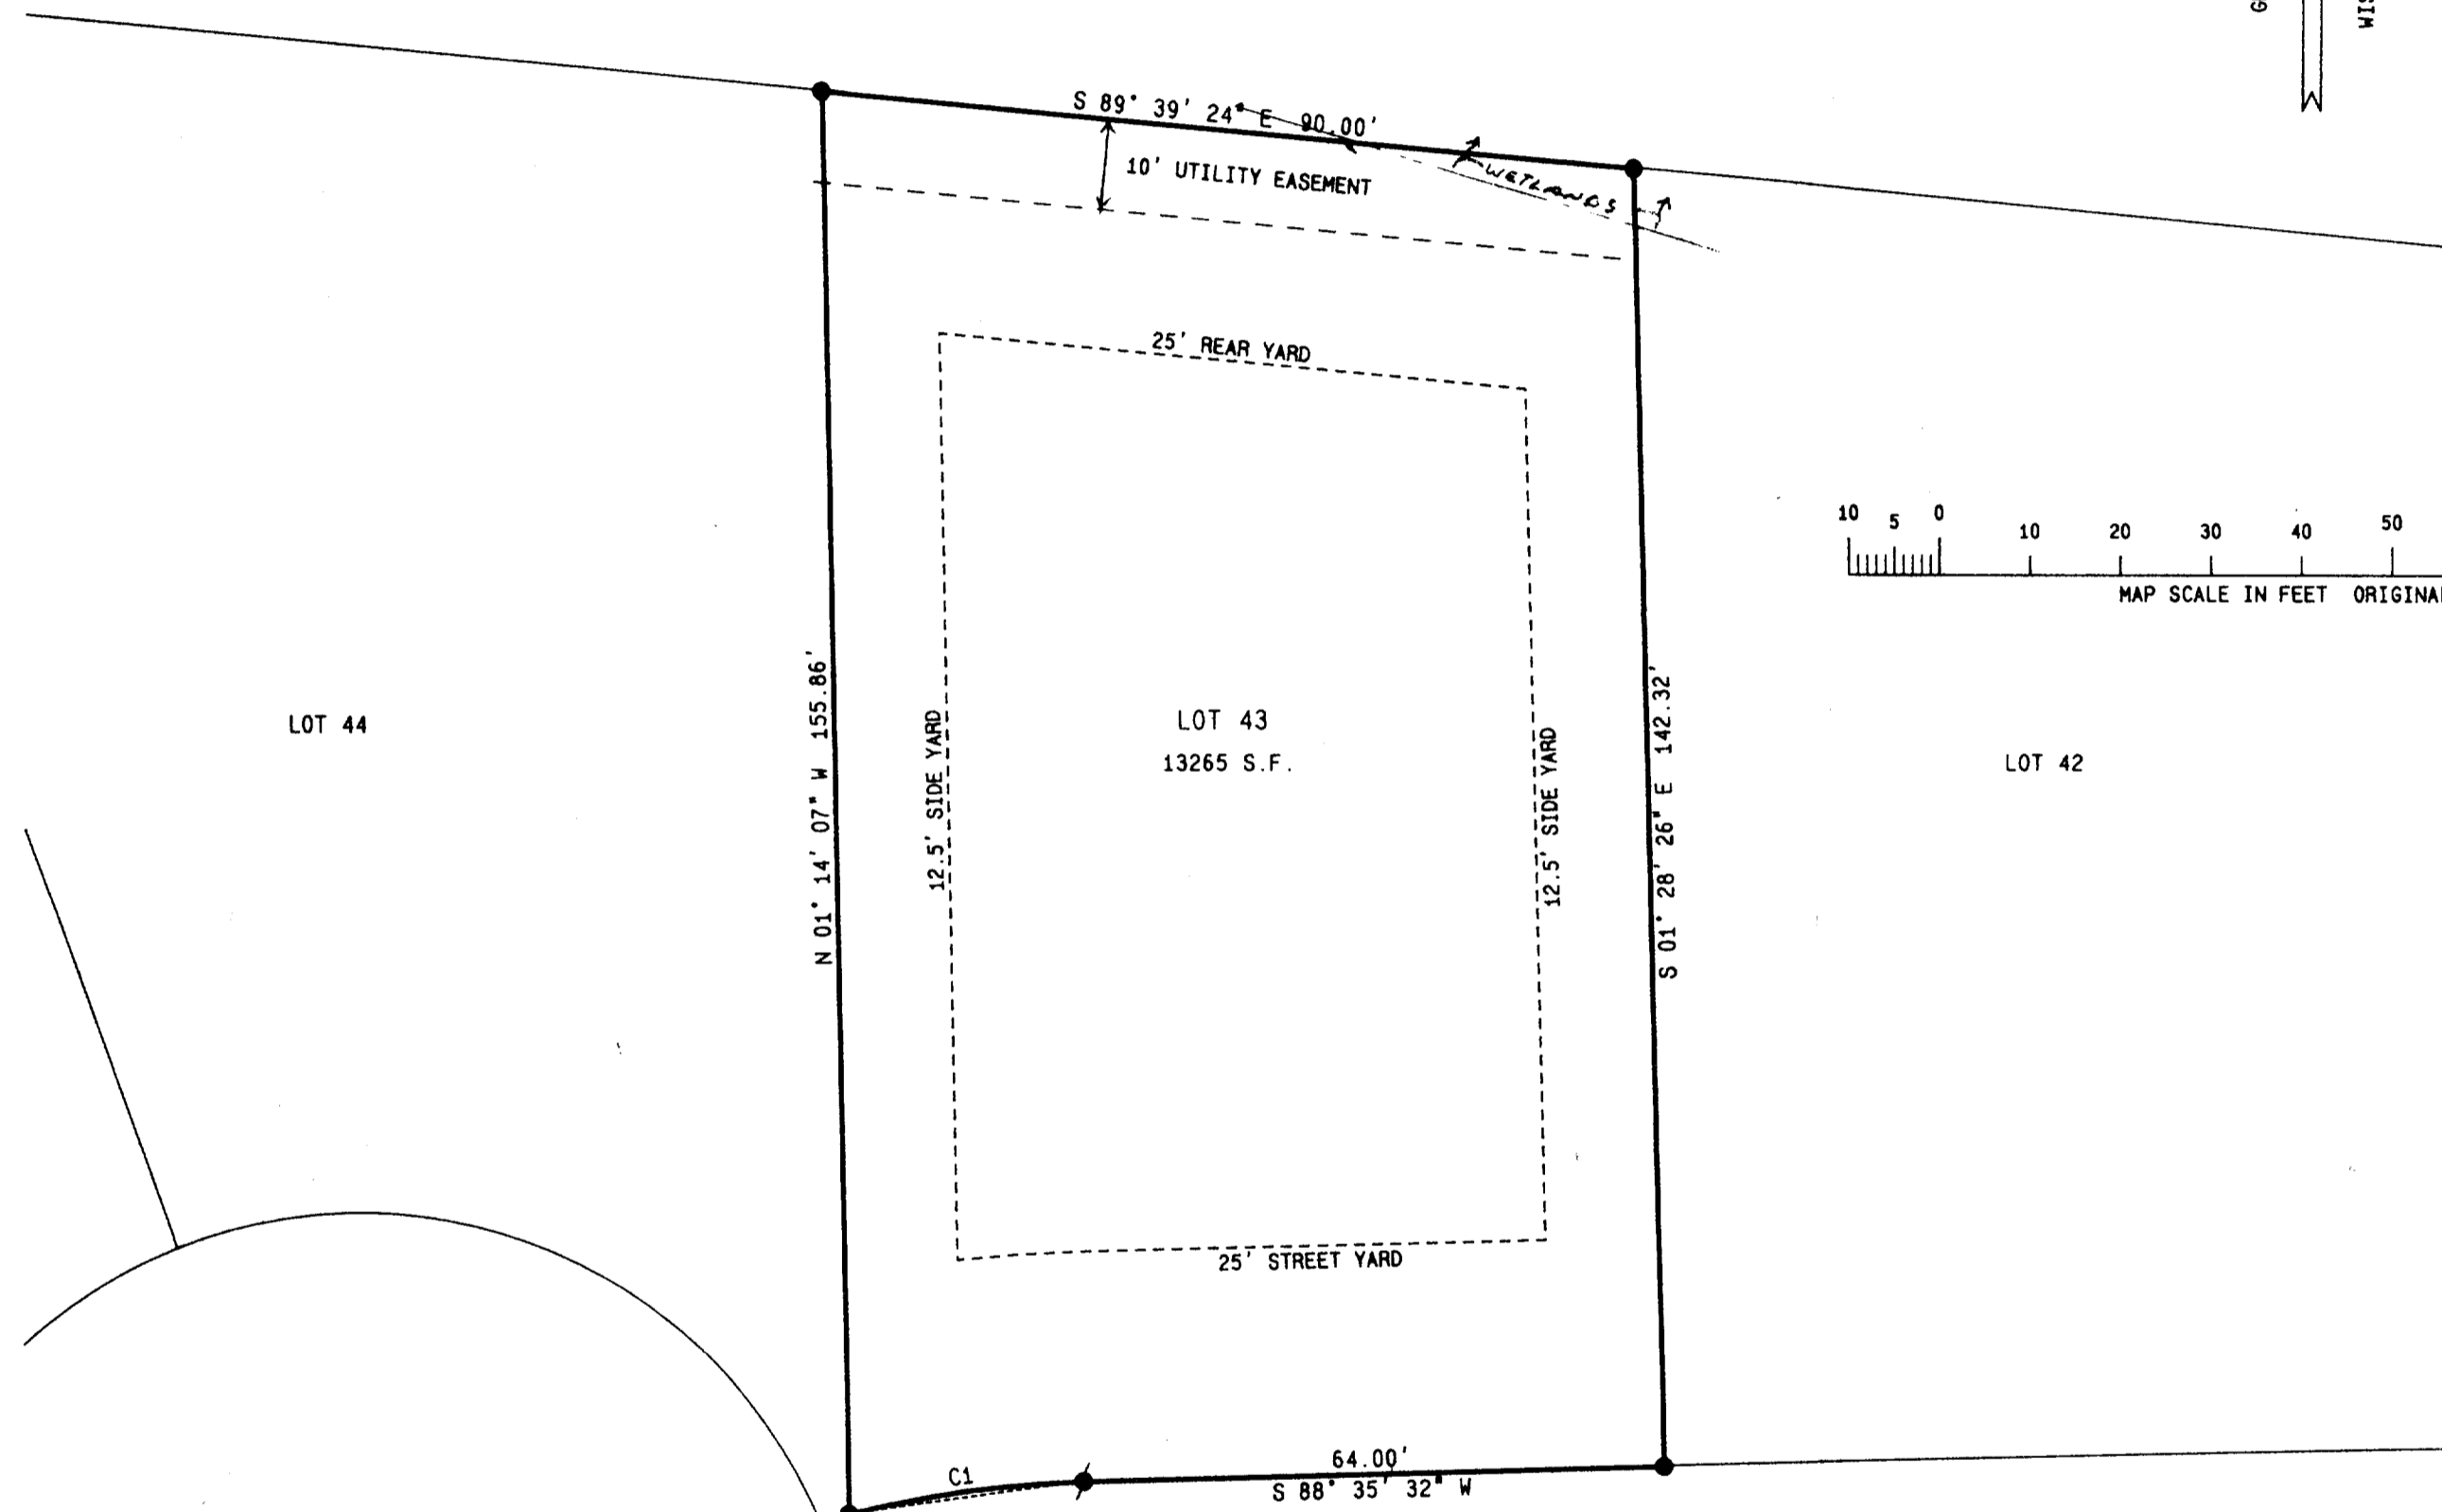 G
WIS
S 89° 39' 24" E 90.00'
10' UTILITY EASEMENT
WETLANDS
25' REAR YARD
10 5 0 10 20 30 40 50
MAP SCALE IN FEET ORIGINA
N 01° 14' 07" W 155.86'
12.5' SIDE YARD
LOT 44
LOT 43
13265 S.F.
12.5' SIDE YARD
S 01° 28' 26" E 142.32'
LOT 42
25' STREET YARD
C1
64.00'
S 88° 35' 32" W